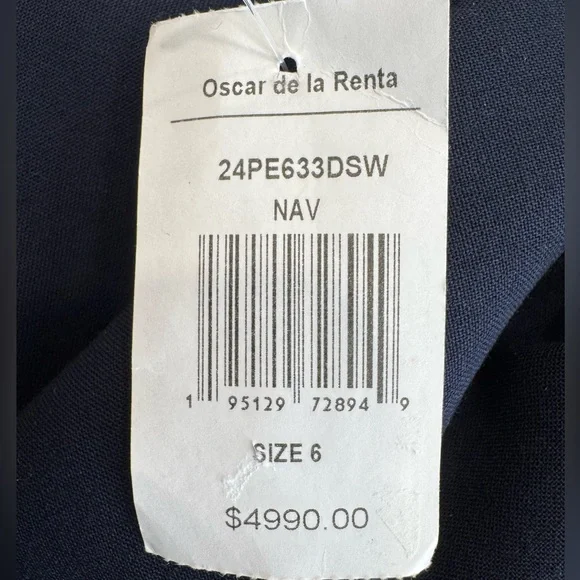 Oscar de la Renta
24PE633DSW
NAV
1 95129 72894 9
SIZE 6
$4990.00